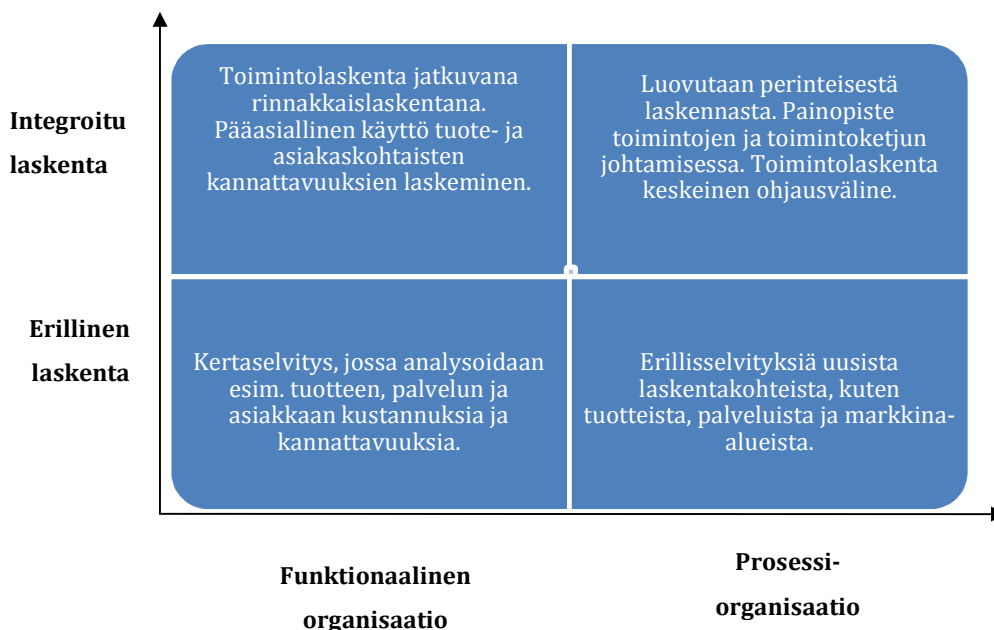 Integroitu
laskenta
Toimintolaskenta jatkuvana
rinnakkaislaskentana.
Pääasiallinen käyttö tuote- ja
asiakaskohtaisten
kannattavuuksien laskeminen.
Luovutaan perinteisestä
laskennasta. Painopiste
toimintojen ja toimintoketjun
johtamisessa. Toimintolaskenta
keskeinen ohjausväline.
Erillinen
laskenta
Kertaselvitys, jossa analysoidaan
esim. tuotteen, palvelun ja
asiakkaan kustannuksia ja
kannattavuuksia.
Erillisselvityksiä uusista
laskentakohteista, kuten
tuotteista, palveluista ja markkina-
alueista.
Funktionaalinen
organisaatio
Prosessi-
organisaatio